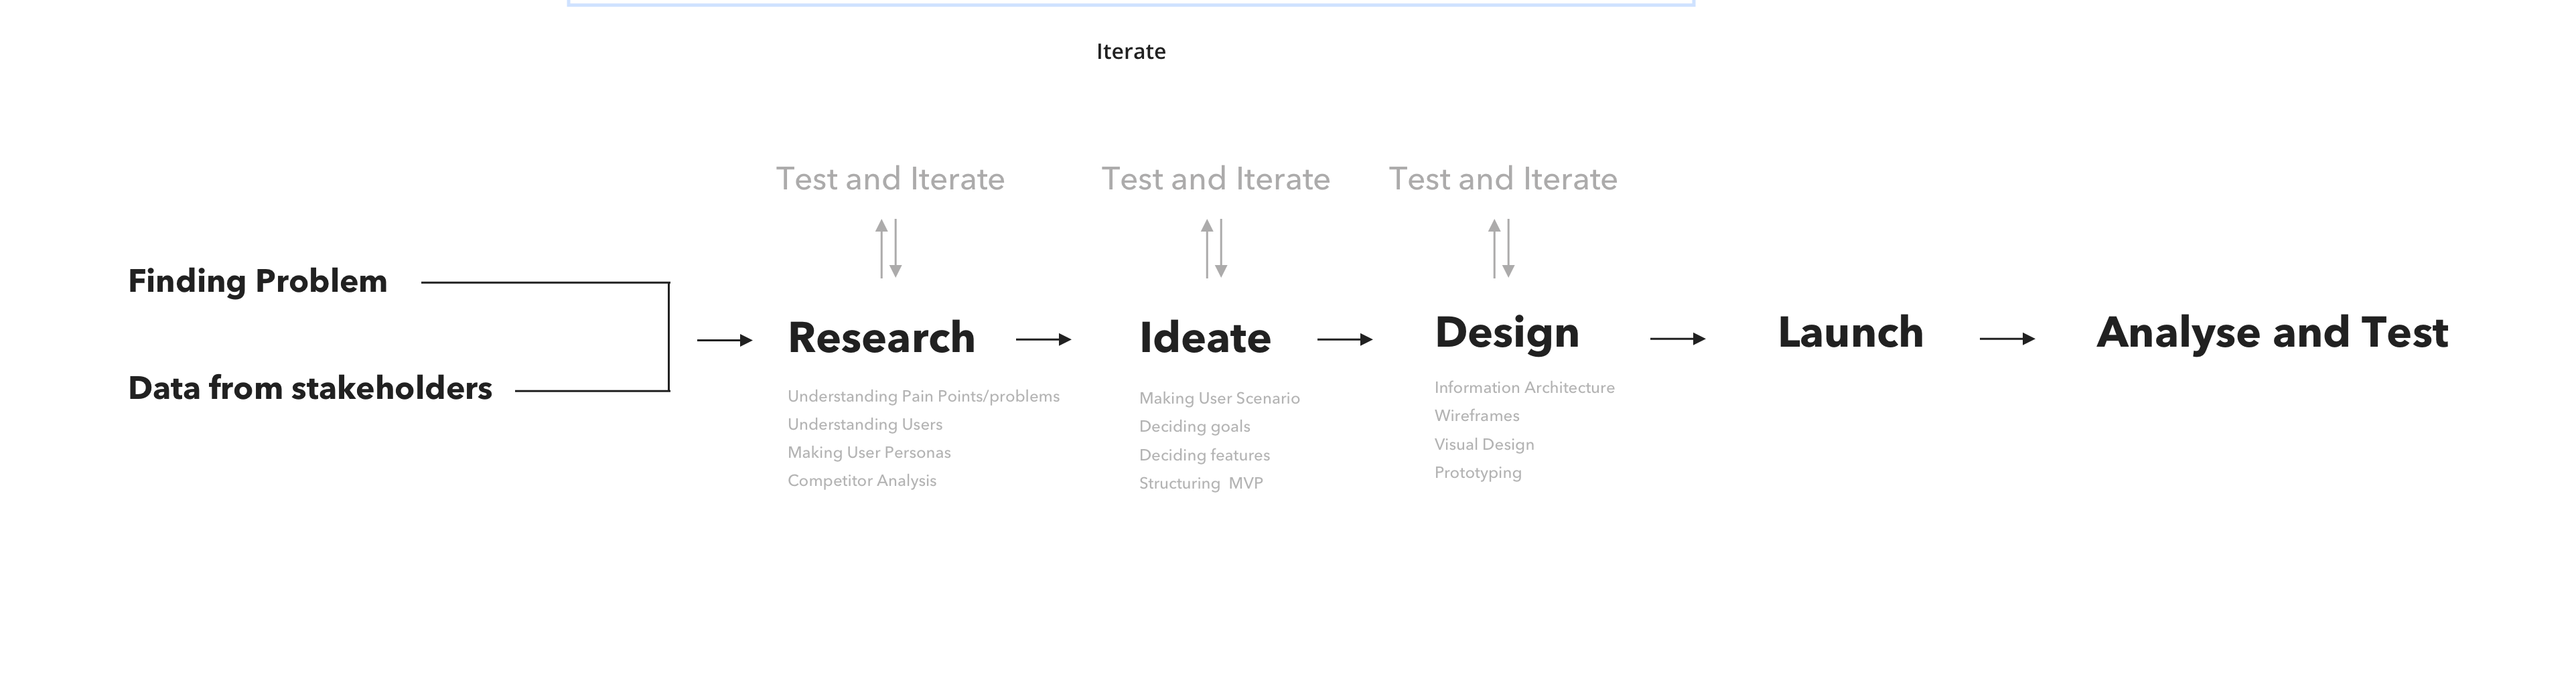 Iterate
Test and Iterate
Test and Iterate
Test and Iterate
Finding Problem
Data from stakeholders
Research
Understanding Pain Points/problems
Understanding Users
Making User Personas
Competitor Analysis
Ideate
Making User Scenario
Deciding goals
Deciding features
Structuring  MVP
Design
Information Architecture
Wireframes
Visual Design
Prototyping
Launch
Analyse and Test